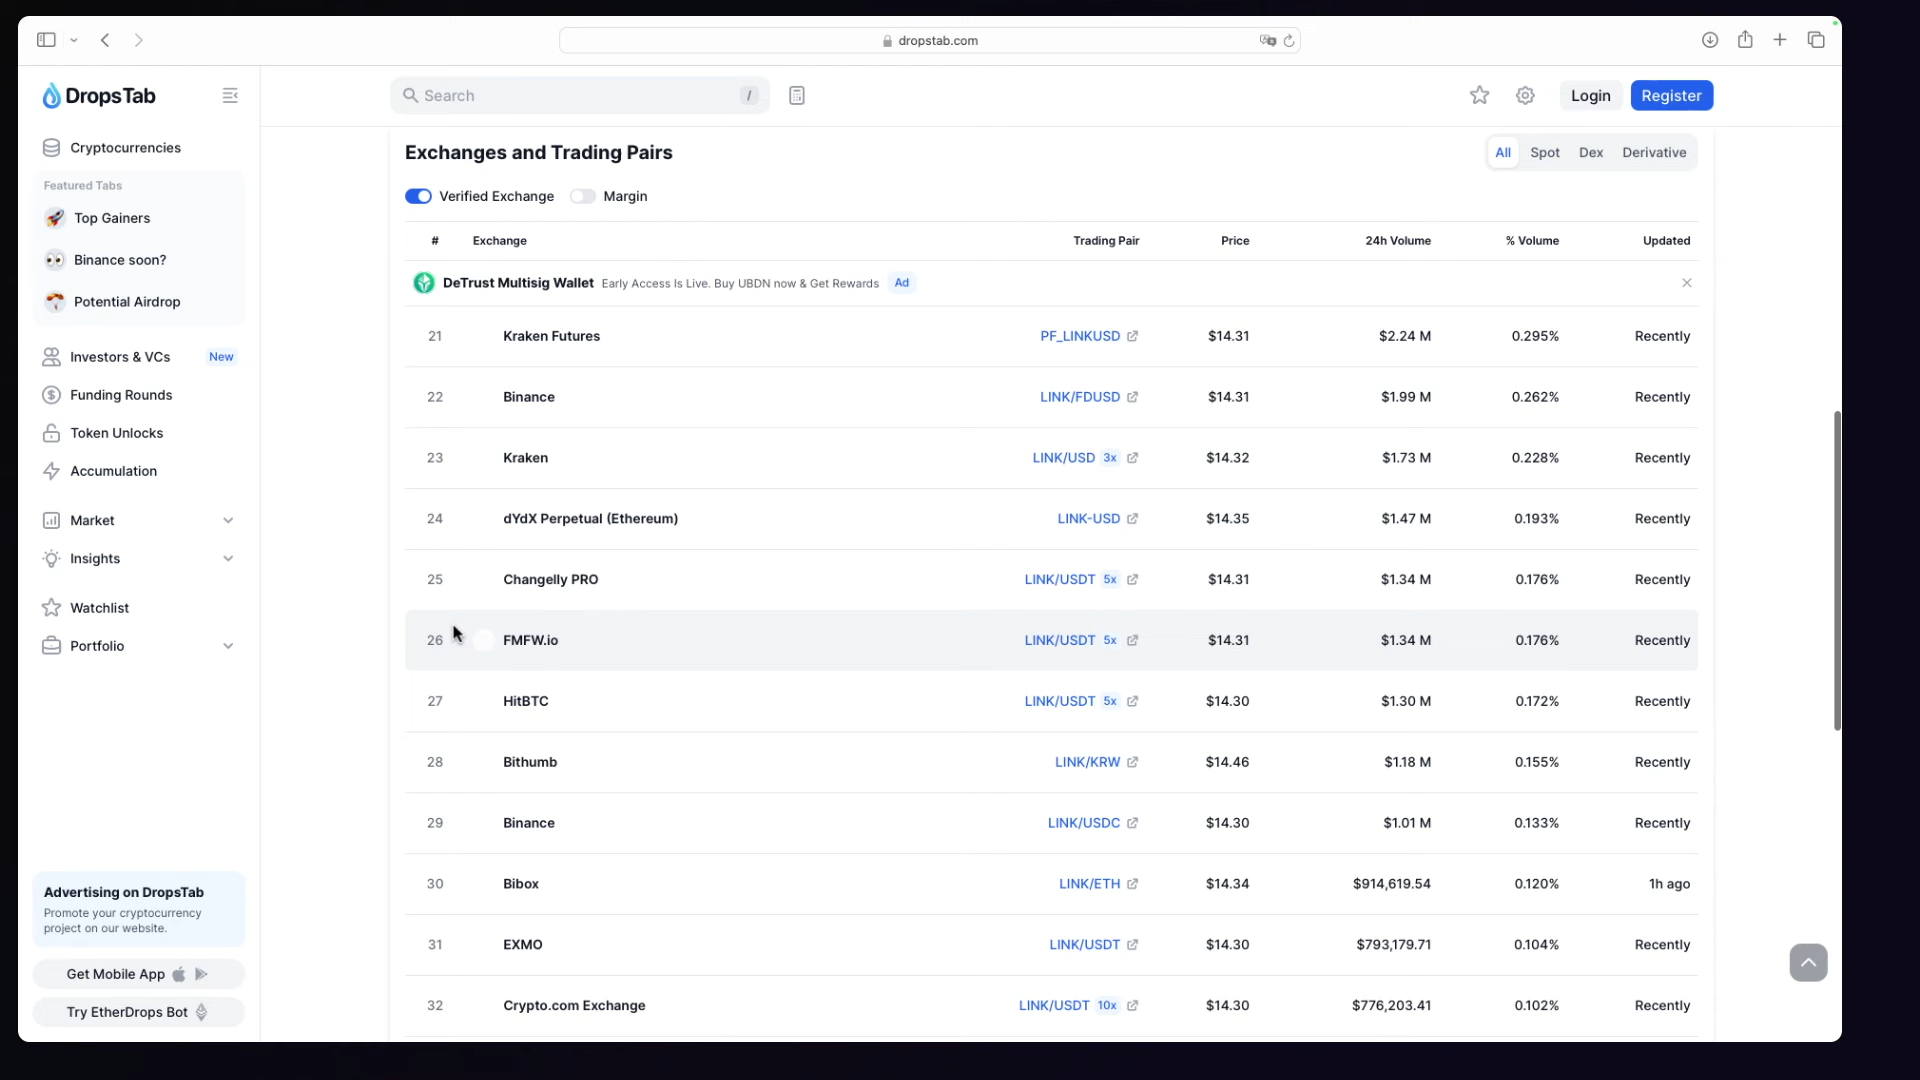 dropstab.com
DropsTab
Search
/
Login
Register
Cryptocurrencies
Featured Tabs
Top Gainers
Binance soon?
Potential Airdrop
Investors & VCs New
Funding Rounds
Token Unlocks
Accumulation
Market
Insights
Watchlist
Portfolio
Advertising on DropsTab
Promote your cryptocurrency
project on our website.
Get Mobile App
Try EtherDrops Bot
Exchanges and Trading Pairs
All Spot Dex Derivative
Verified Exchange Margin
# Exchange Trading Pair Price 24h Volume % Volume Updated
DeTrust Multisig Wallet Early Access Is Live. Buy UBDN now & Get Rewards Ad
21 Kraken Futures PF_LINKUSD $14.31 $2.24 M 0.295% Recently
22 Binance LINK/FDUSD $14.31 $1.99 M 0.262% Recently
23 Kraken LINK/USD 3x $14.32 $1.73 M 0.228% Recently
24 dYdX Perpetual (Ethereum) LINK-USD $14.35 $1.47 M 0.193% Recently
25 Changelly PRO LINK/USDT 5x $14.31 $1.34 M 0.176% Recently
26 FMFW.io LINK/USDT 5x $14.31 $1.34 M 0.176% Recently
27 HitBTC LINK/USDT 5x $14.30 $1.30 M 0.172% Recently
28 Bithumb LINK/KRW $14.46 $1.18 M 0.155% Recently
29 Binance LINK/USDC $14.30 $1.01 M 0.133% Recently
30 Bibox LINK/ETH $14.34 $914,619.54 0.120% 1h ago
31 EXMO LINK/USDT $14.30 $793,179.71 0.104% Recently
32 Crypto.com Exchange LINK/USDT 10x $14.30 $776,203.41 0.102% Recently